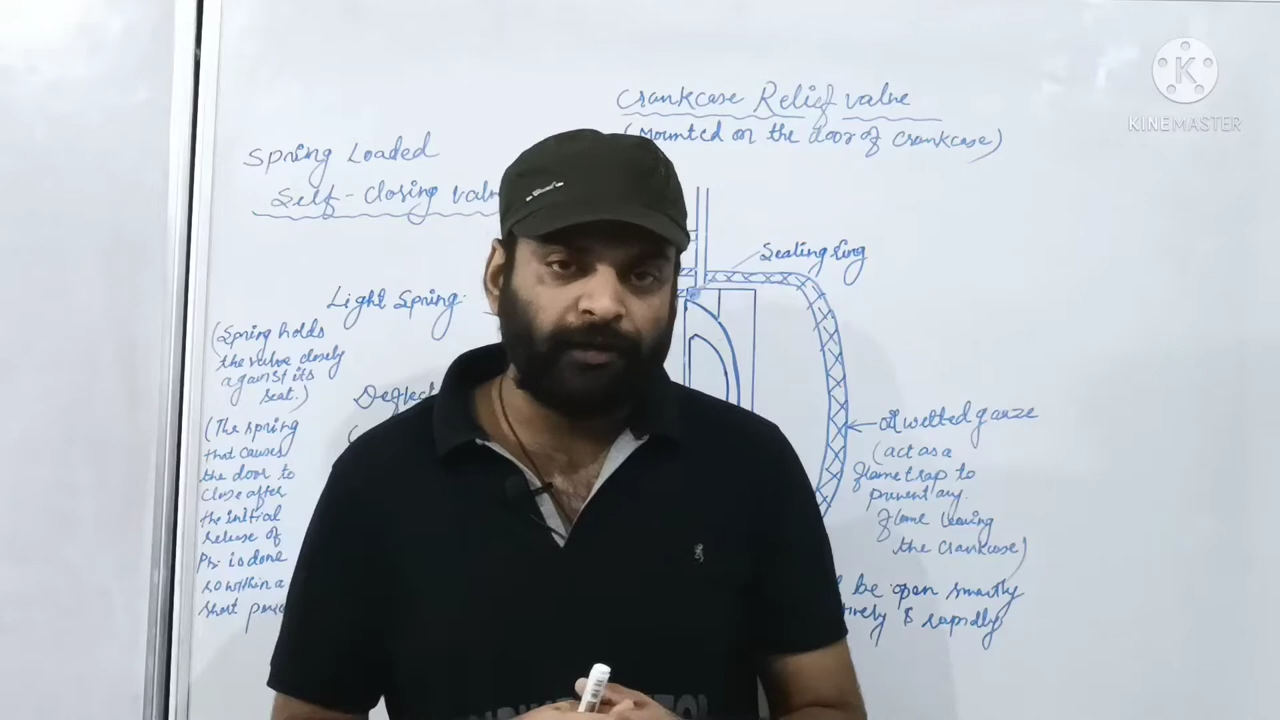 Crankcase Relief valve
(Mounted on the door of crankcase)
KINEMASTER
Spring Loaded
Self-closing valv
Sealing ring
Light Spring
(Spring holds
the valve closely
against its
seat.)
Deflect
(The spring
that causes
the door to
close after
the initial
release of
Pr. is done
so within a
short peri
wetted gauze
(act as a
flame trap to
prevent any
flame leaving
the crankcase)
be open smartly
tively & rapidly